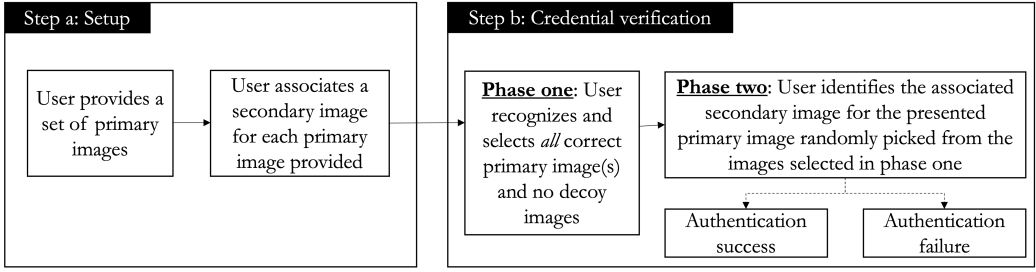 Step a: Setup
User provides a
set of primary
images
User associates a
secondary image
for each primary
image provided
Step b: Credential verification
Phase one: User
recognizes and
selects all correct
primary image(s)
and no decoy
images
Phase two: User identifies the associated
secondary image for the presented
primary image randomly picked from the
images selected in phase one
Authentication
success
Authentication
failure